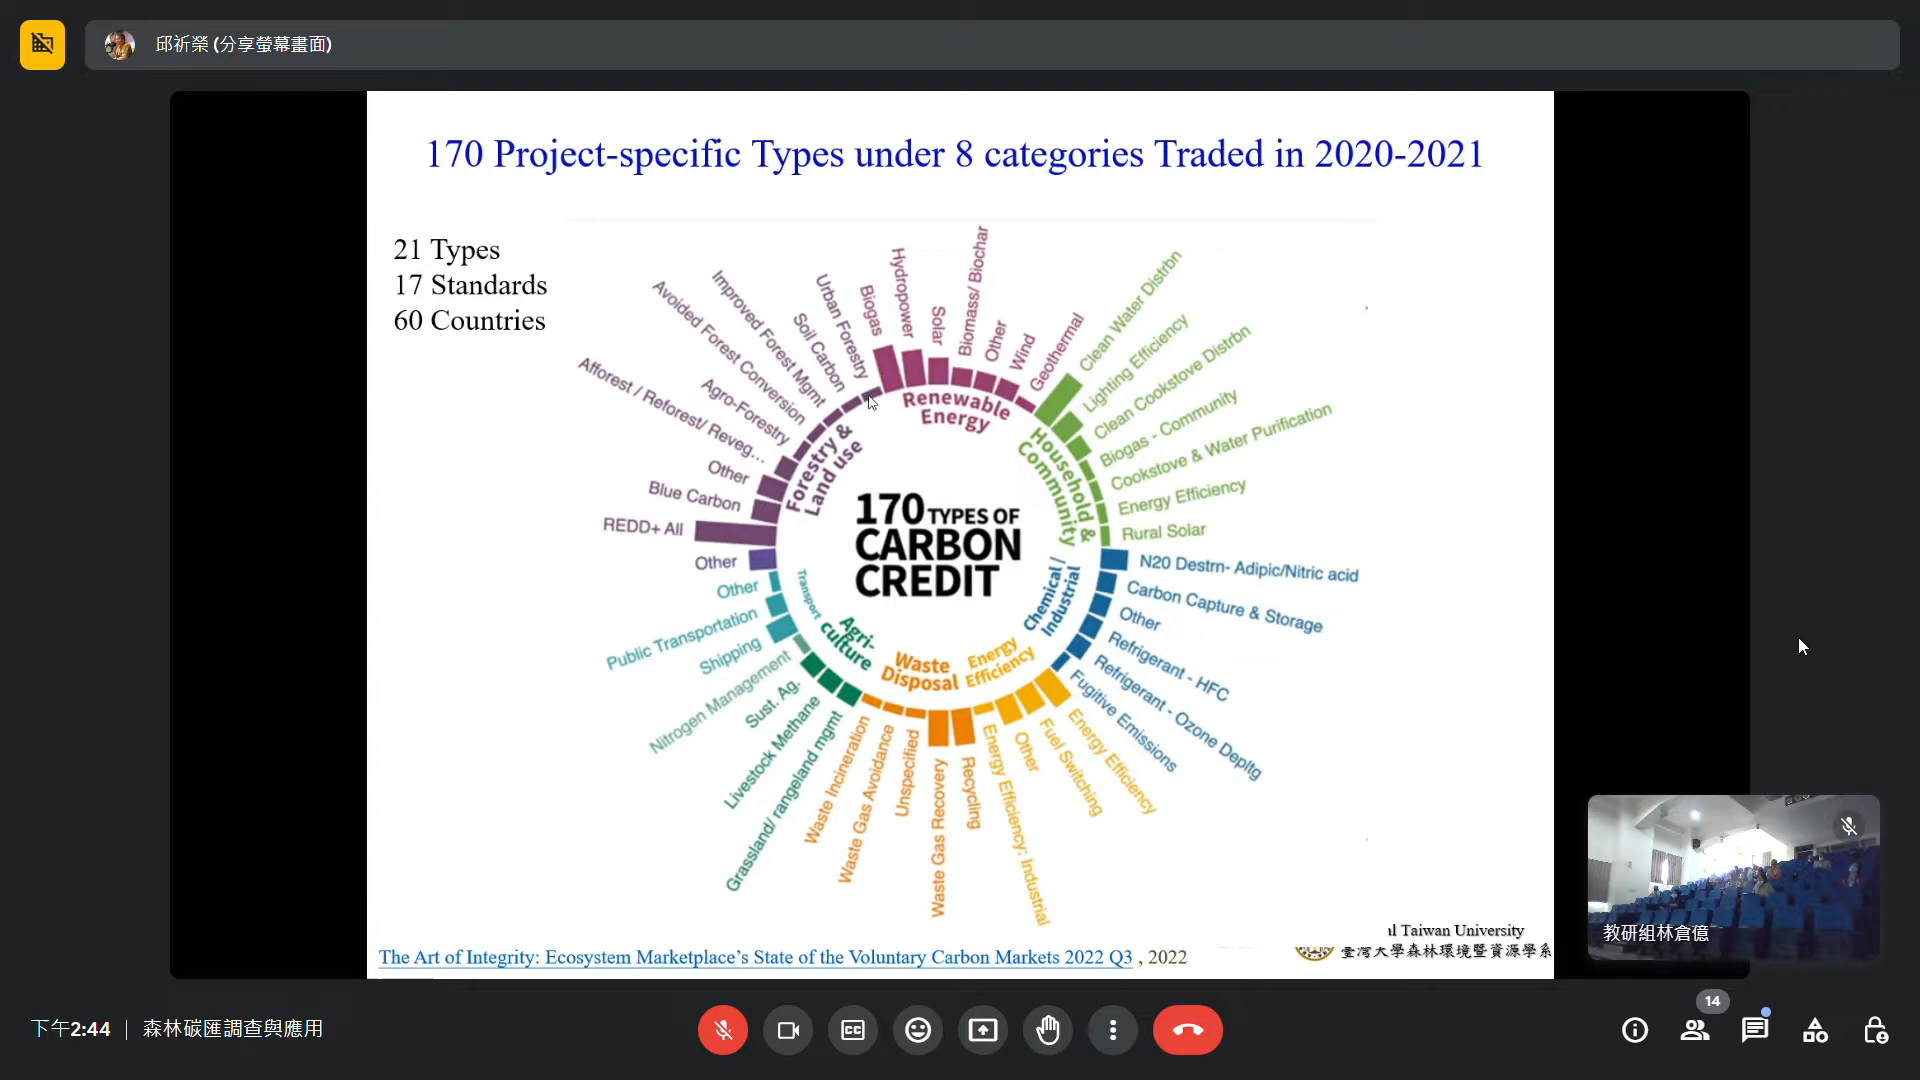 邱祈榮 (分享螢幕畫面)
170 Project-specific Types under 8 categories Traded in 2020-2021
21 Types
17 Standards
60 Countries
Biogas
Hydropower
Solar
Biomass/ Biochar
Other
Wind
Geothermal
Renewable
Energy
Clean Water Distrbn
Lighting Efficiency
Clean Cookstove Distrbn
Biogas - Community
Cookstove & Water Purification
Energy Efficiency
Rural Solar
Household &
Community
N20 Destrn- Adipic/Nitric acid
Carbon Capture & Storage
Other
Refrigerant - HFC
Refrigerant - Ozone Depltg
Fugitive Emissions
Chemical /
Industrial
Energy Efficiency
Fuel Switching
Other
Energy Efficiency: Industrial
Energy
Efficiency
Recycling
Waste Gas Recovery
Unspecified
Waste Gas Avoidance
Waste Incineration
Waste
Disposal
Grassland/ rangeland mgmt
Livestock Methane
Sust. Ag.
Nitrogen Management
Agri-
culture
Shipping
Public Transportation
Other
Transport
Other
REDD+ All
Blue Carbon
Other
Afforest / Reforest/ Reveg...
Agro-Forestry
Avoided Forest Conversion
Improved Forest Mgmt
Soil Carbon
Urban Forestry
Forestry &
Land use
170 TYPES OF
CARBON
CREDIT
The Art of Integrity: Ecosystem Marketplace's State of the Voluntary Carbon Markets 2022 Q3 , 2022
l Taiwan University
臺灣大學森林環境暨資源學系
教研組林倉億
14
下午2:44 | 森林碳匯調查與應用